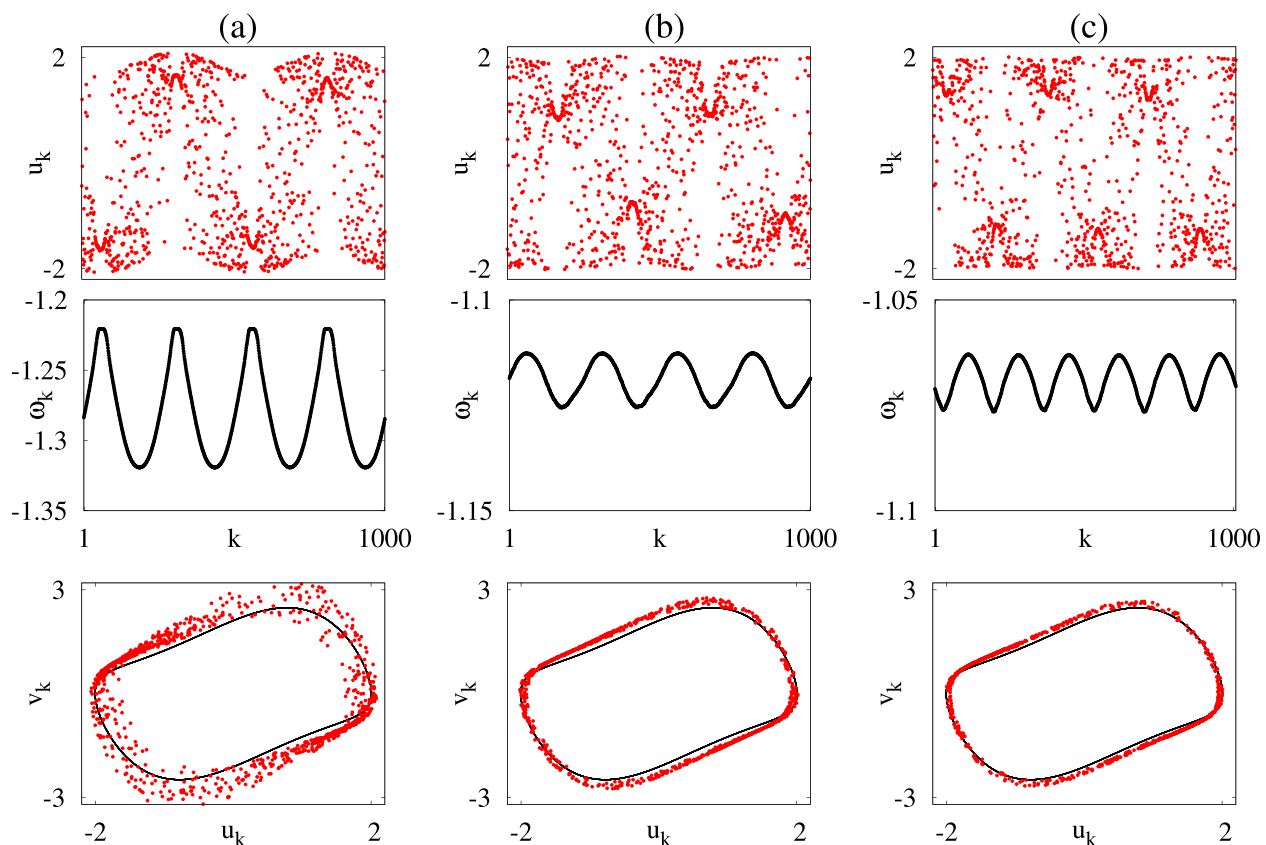 (a) (b) (c)
2 2 2
u_k u_k u_k
-2 -2 -2
-1.2 -1.1 -1.05
-1.25
ω_k ω_k ω_k
-1.3
-1.35 -1.15 -1.1
1 k 1000 1 k 1000 1 k 1000
3 3 3
v_k v_k v_k
-3 -3 -3
-2 u_k 2 -2 u_k 2 -2 u_k 2